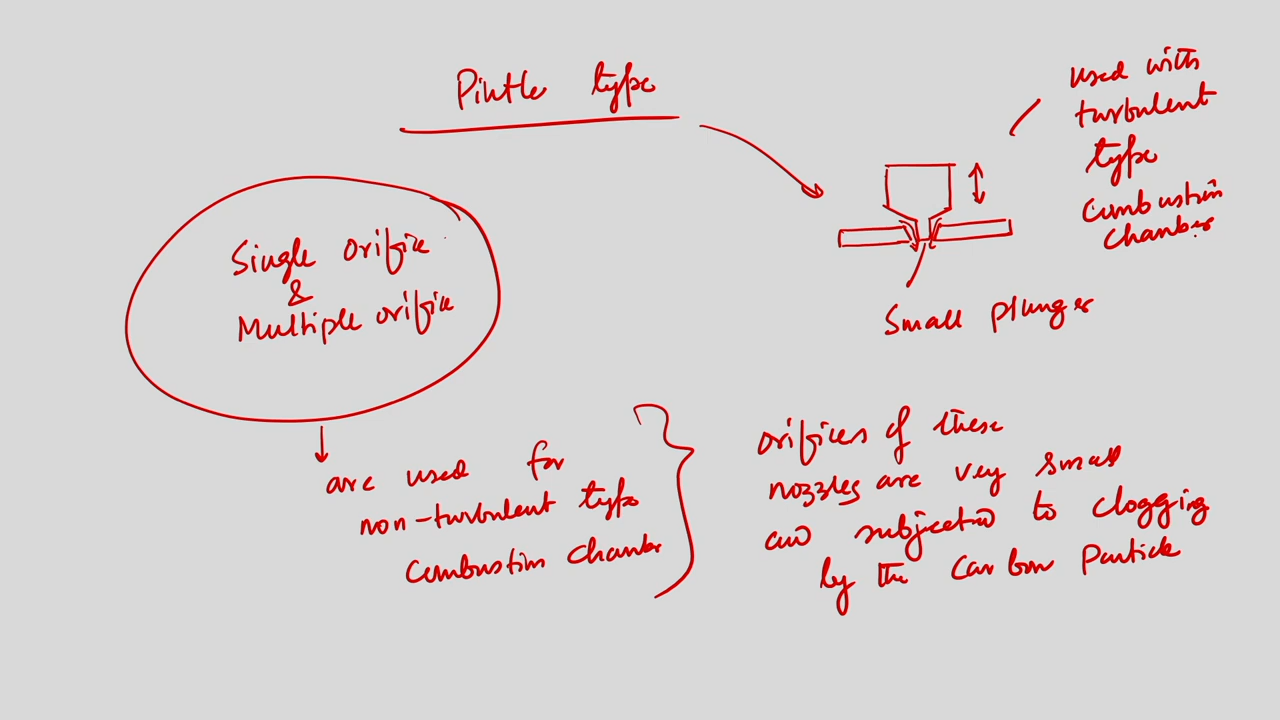 Pintle type
used with
turbulent
type
combustion
chamber
Single orifice
&
Multiple orifice
Small plunger
are used for
non-turbulent type
combustion chamber
orifices of these
nozzles are very small
and subjected to clogging
by the carbon particle